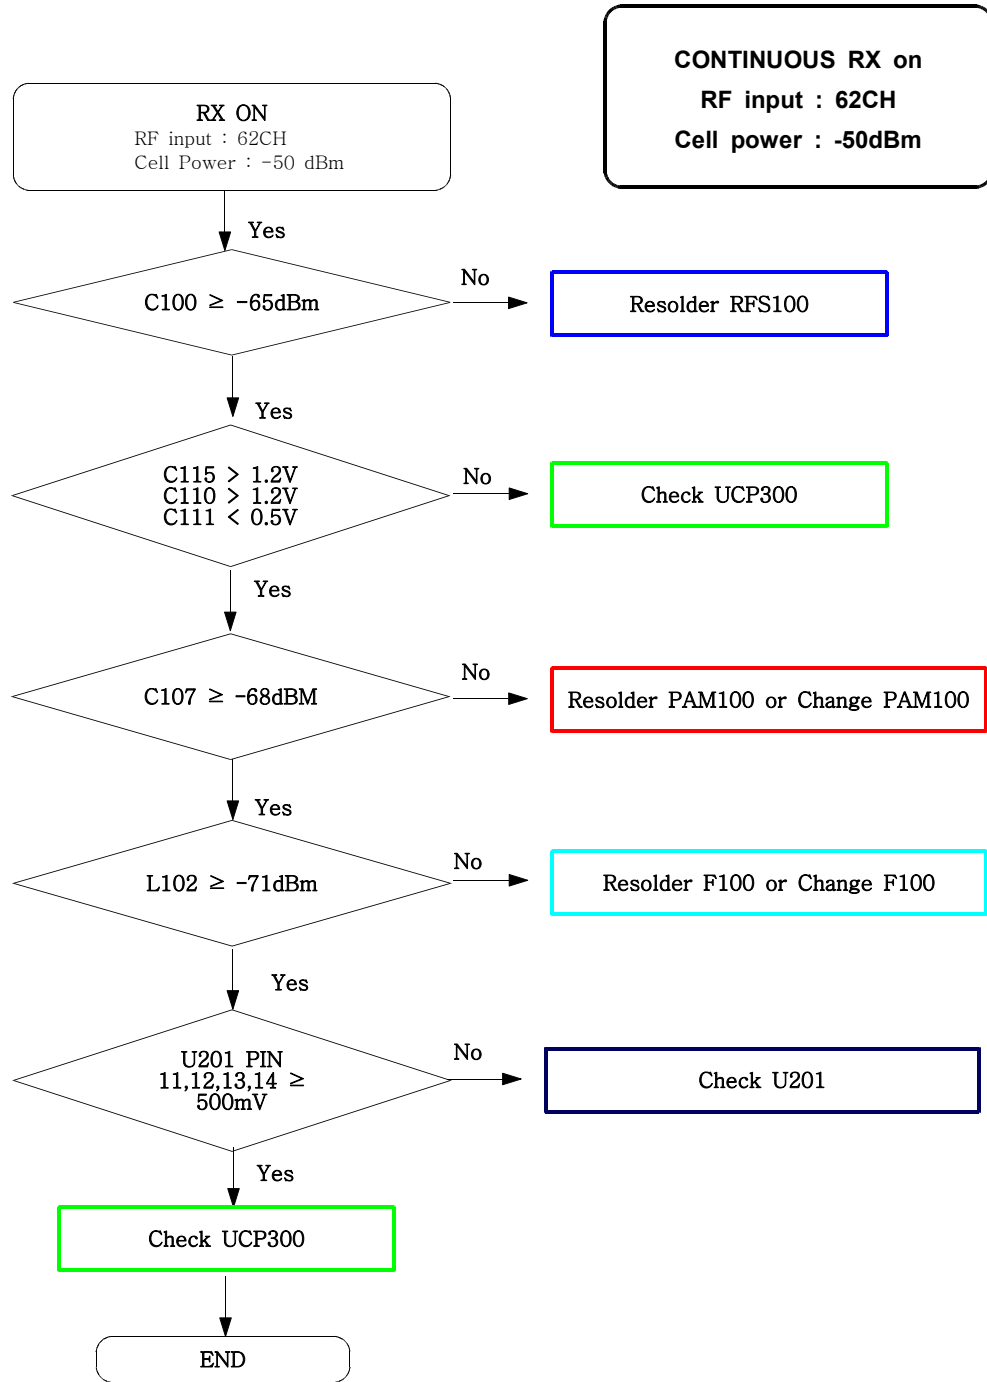 CONTINUOUS RX on
RF input : 62CH
Cell power : -50dBm
RX ON
RF input : 62CH
Cell Power : -50 dBm
Yes
C100 ≥ -65dBm
No
Resolder RFS100
Yes
C115 > 1.2V
C110 > 1.2V
C111 < 0.5V
No
Check UCP300
Yes
C107 ≥ -68dBM
No
Resolder PAM100 or Change PAM100
Yes
L102 ≥ -71dBm
No
Resolder F100 or Change F100
Yes
U201 PIN
11,12,13,14 ≥
500mV
No
Check U201
Yes
Check UCP300
END